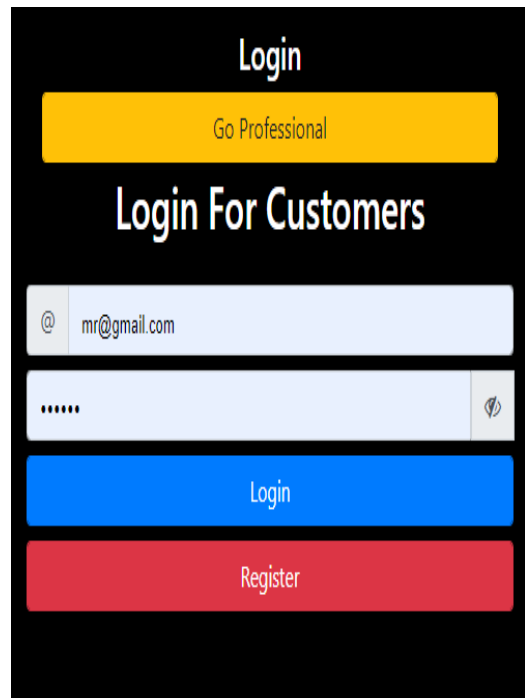 Login
Go Professional
Login For Customers
@ mr@gmail.com
••••••
Login
Register